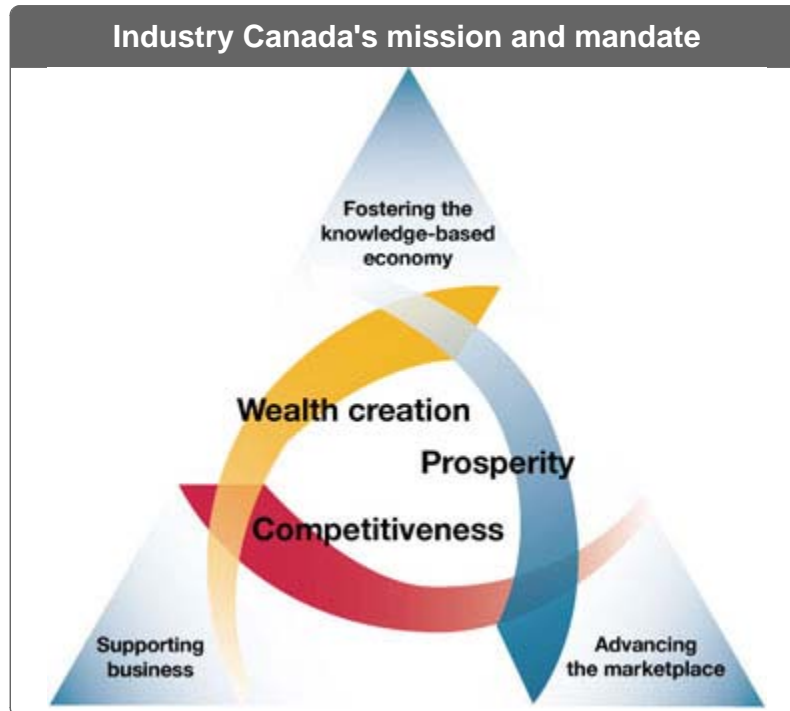 Industry Canada's mission and mandate
Fostering the
knowledge-based
economy
Wealth creation
Prosperity
Competitiveness
Supporting
business
Advancing
the marketplace